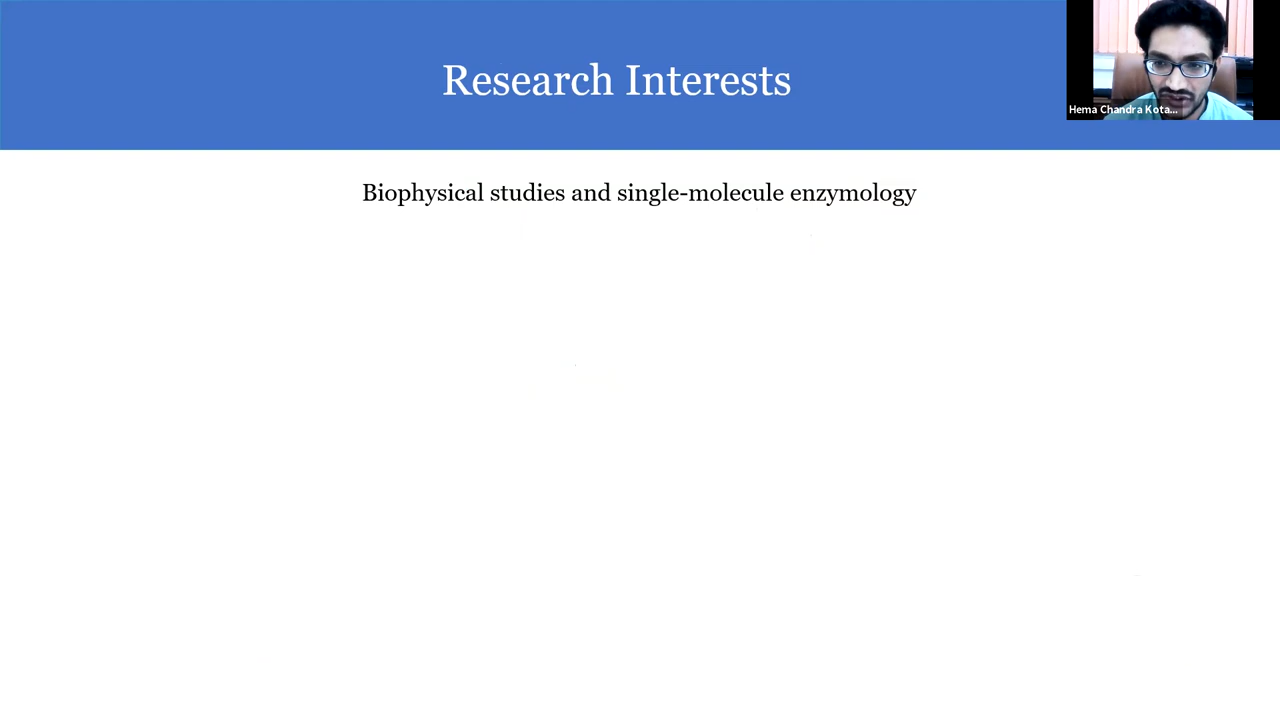 Research Interests
Hema Chandra Kota...
Biophysical studies and single-molecule enzymology